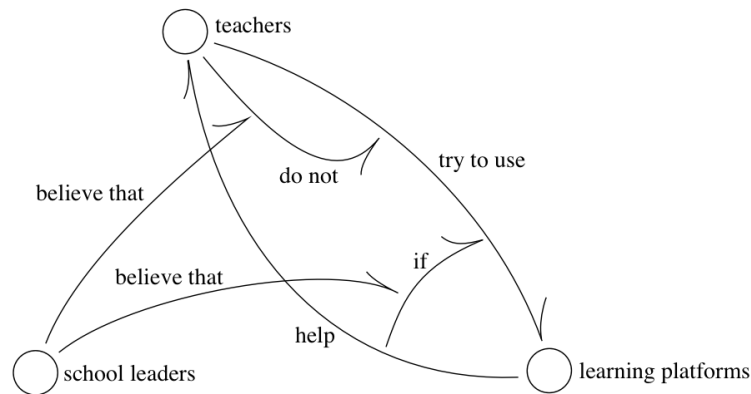 teachers
try to use
do not
believe that
if
believe that
help
school leaders
learning platforms